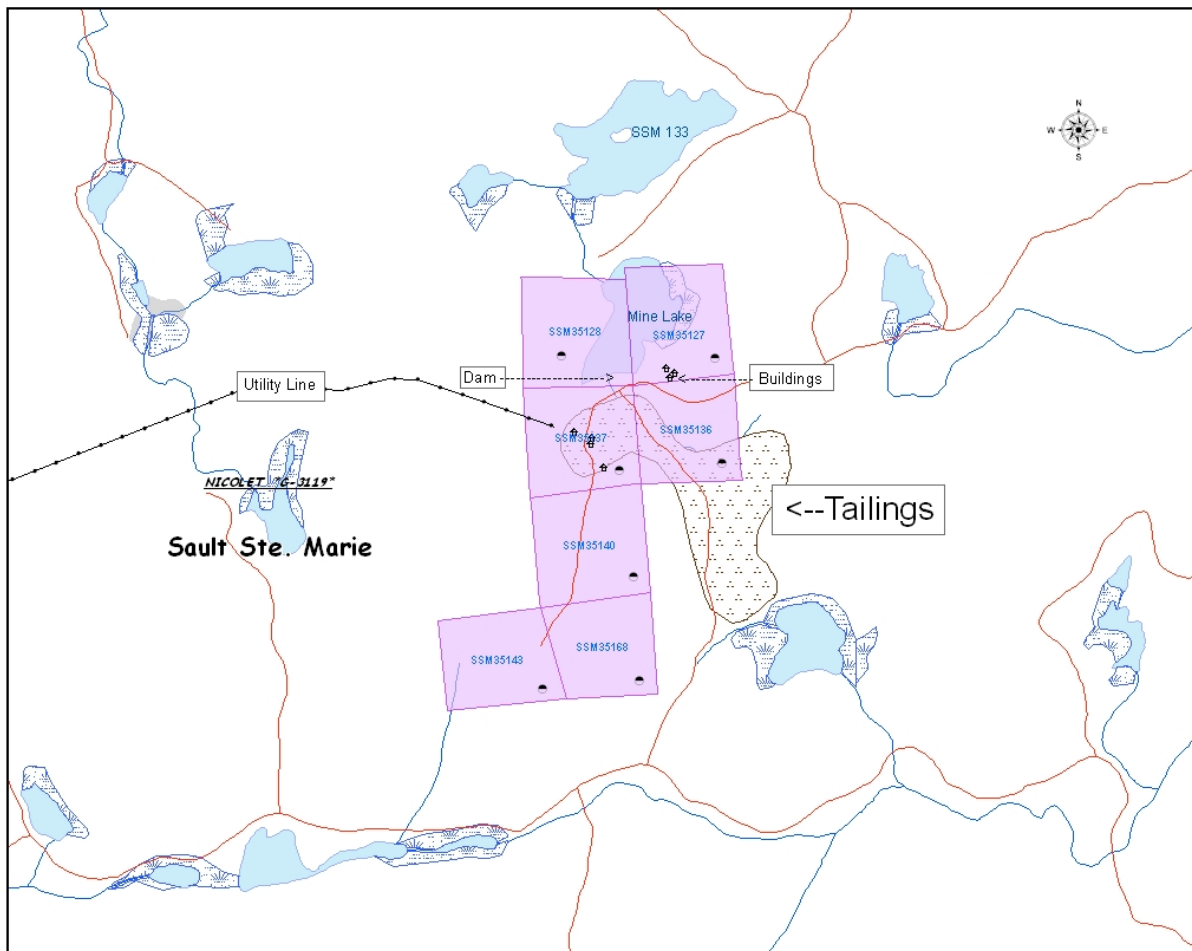 SSM 133
N
W E
S
Mine Lake
SSM35128
SSM35127
Utility Line
Dam
Buildings
SSM35137
SSM35136
NICOLET "G-3119"
<--Tailings
Sault Ste. Marie
SSM35140
SSM35143
SSM35168